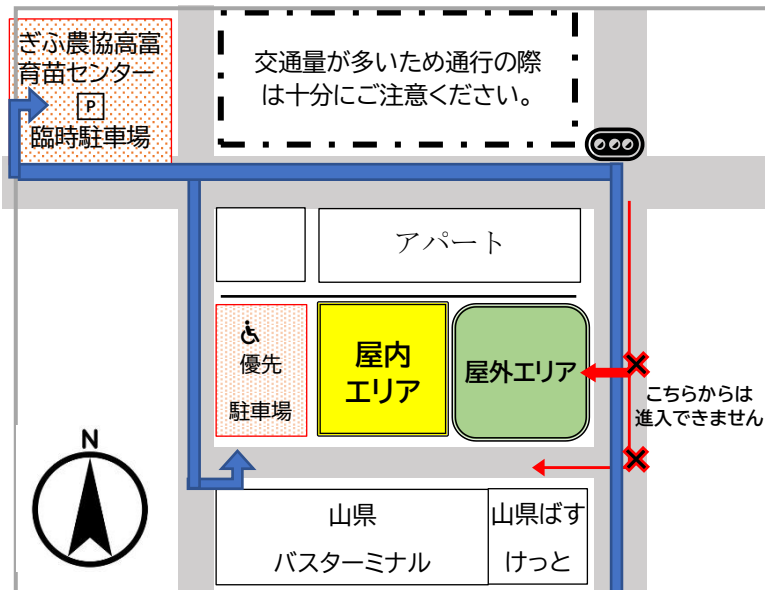 ぎふ農協高富
育苗センター
P
臨時駐車場
交通量が多いため通行の際
は十分にご注意ください。
アパート
優先
駐車場
屋内
エリア
屋外エリア
こちらからは
進入できません
N
山県
バスターミナル
山県ばす
けっと